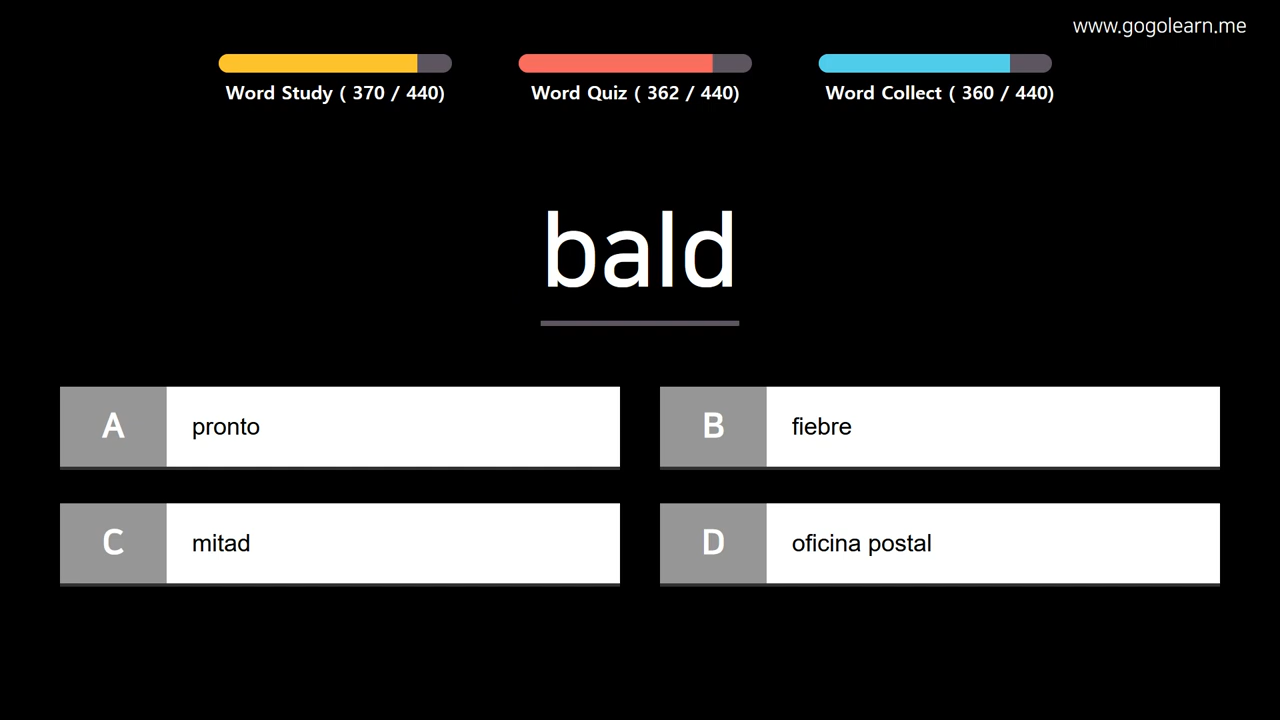 www.gogolearn.me
Word Study ( 370 / 440)
Word Quiz ( 362 / 440)
Word Collect ( 360 / 440)
bald
A
pronto
B
fiebre
C
mitad
D
oficina postal